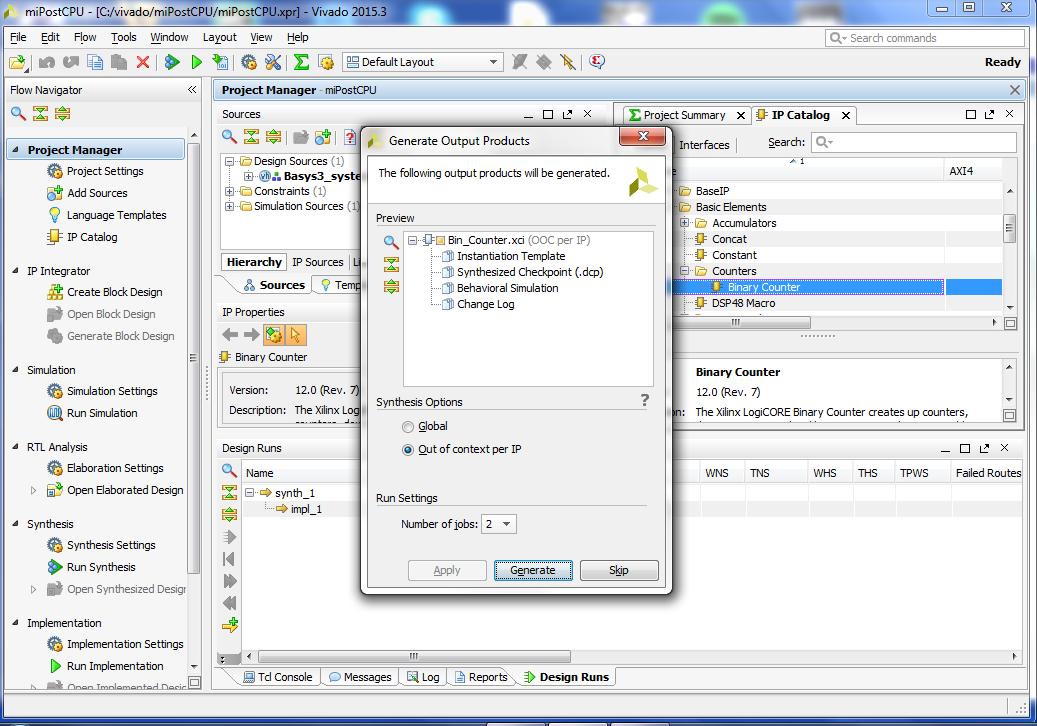 miPostCPU - [C:/vivado/miPostCPU/miPostCPU.xpr] - Vivado 2015.3
File Edit Flow Tools Window Layout View Help
Search commands
Default Layout
Ready
Flow Navigator
Project Manager
Project Settings
Add Sources
Language Templates
IP Catalog
IP Integrator
Create Block Design
Open Block Design
Generate Block Design
Simulation
Simulation Settings
Run Simulation
RTL Analysis
Elaboration Settings
Open Elaborated Design
Synthesis
Synthesis Settings
Run Synthesis
Open Synthesized Design
Implementation
Implementation Settings
Run Implementation
Open Implemented Desig
Project Manager - miPostCPU
Sources
Design Sources (1)
Basys3_syste
Constraints (1)
Simulation Sources (1)
Hierarchy IP Sources Li
Sources Temp
IP Properties
Binary Counter
Version: 12.0 (Rev. 7)
Description: The Xilinx Logi
Project Summary IP Catalog
Interfaces Search:
1
AXI4
BaseIP
Basic Elements
Accumulators
Concat
Constant
Counters
Binary Counter
DSP48 Macro
Binary Counter
12.0 (Rev. 7)
on: The Xilinx LogiCORE Binary Counter creates up counters,
Generate Output Products
The following output products will be generated.
Preview
Bin_Counter.xci (OOC per IP)
Instantiation Template
Synthesized Checkpoint (.dcp)
Behavioral Simulation
Change Log
Synthesis Options
?
Global
Out of context per IP
Run Settings
Number of jobs: 2
Apply Generate Skip
Design Runs
Name WNS TNS WHS THS TPWS Failed Routes
synth_1
impl_1
Tcl Console Messages Log Reports Design Runs